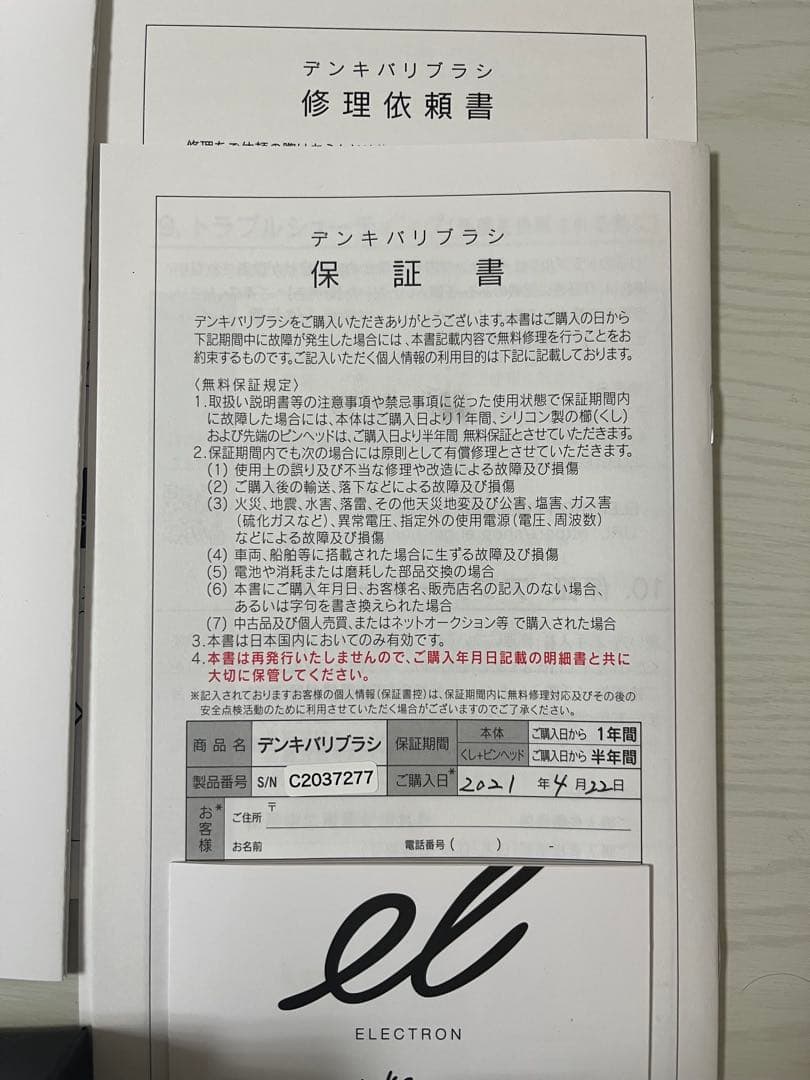 デンキバリブラシ
修理依頼書
デンキバリブラシ
保証書
デンキバリブラシをご購入いただきありがとうございます。本書はご購入の日から
下記期間中に故障が発生した場合には、本書記載内容で無料修理を行うことをお
約束するものです。ご記入いただく個人情報の利用目的は下記に記載しております。
〈無料保証規定〉
1.取扱い説明書等の注意事項や禁忌事項に従った使用状態で保証期間内
に故障した場合には、本体はご購入日より1年間、シリコン製の櫛(くし)
および先端のピンヘッドは、ご購入日より半年間 無料保証とさせていただきます。
2.保証期間内でも次の場合には原則として有償修理とさせていただきます。
(1) 使用上の誤り及び不当な修理や改造による故障及び損傷
(2) ご購入後の輸送、落下などによる故障及び損傷
(3) 火災、地震、水害、落雷、その他天災地変及び公害、塩害、ガス害
(硫化ガスなど)、異常電圧、指定外の使用電源(電圧、周波数)
などによる故障及び損傷
(4) 車両、船舶等に搭載された場合に生ずる故障及び損傷
(5) 電池や消耗または磨耗した部品交換の場合
(6) 本書にご購入年月日、お客様名、販売店名の記入のない場合、
あるいは字句を書き換えられた場合
(7) 中古品及び個人売買、またはネットオークション等 で購入された場合
3.本書は日本国内においてのみ有効です。
4.本書は再発行いたしませんので、ご購入年月日記載の明細書と共に
大切に保管してください。
※記入されておりますお客様の個人情報(保証書控)は、保証期間内に無料修理対応及びその後の
安全点検活動のために利用させていただく場合がございますのでご了承ください。
商品名 デンキバリブラシ 保証期間 本体 ご購入日から 1年間
くし+ピンヘッド ご購入日から 半年間
製品番号 S/N C2037277 ご購入日* 2021 年 4 月 22 日
お客様* ご住所 〒
お名前 電話番号 ( ) -
el
ELECTRON